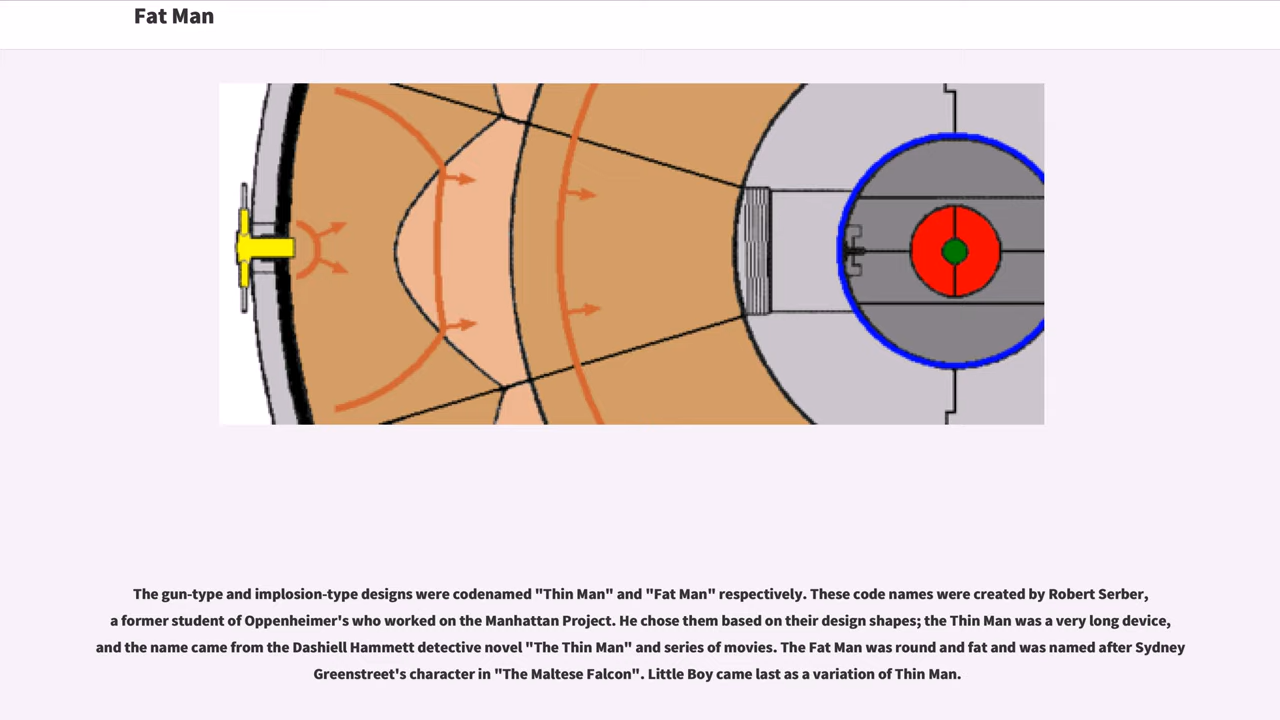 Fat Man
The gun-type and implosion-type designs were codenamed "Thin Man" and "Fat Man" respectively. These code names were created by Robert Serber,
a former student of Oppenheimer's who worked on the Manhattan Project. He chose them based on their design shapes; the Thin Man was a very long device,
and the name came from the Dashiell Hammett detective novel "The Thin Man" and series of movies. The Fat Man was round and fat and was named after Sydney
Greenstreet's character in "The Maltese Falcon". Little Boy came last as a variation of Thin Man.